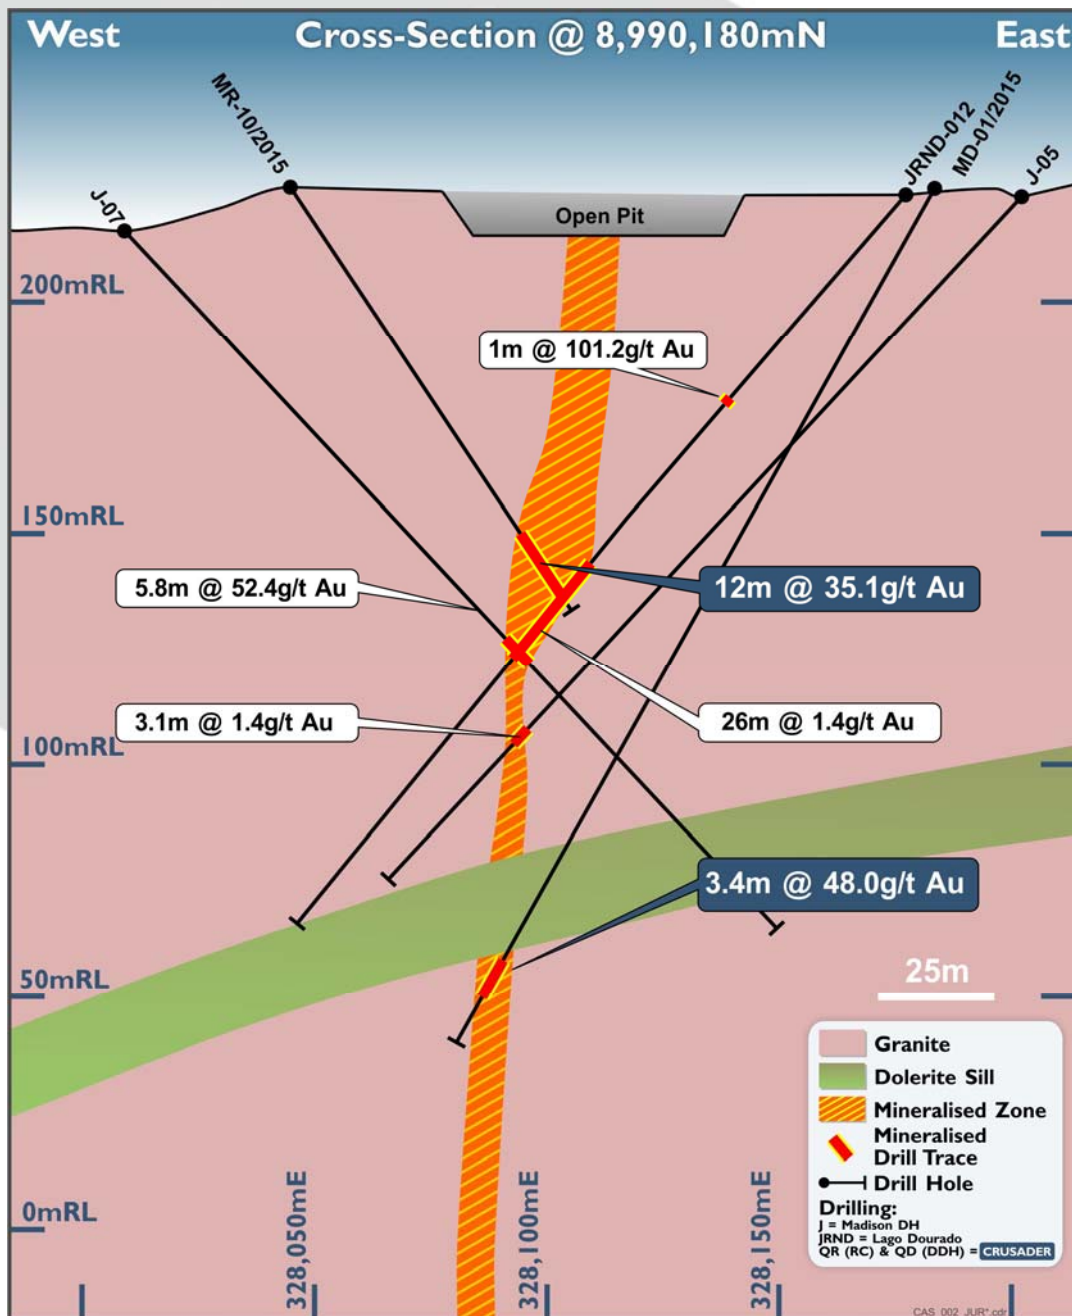 West
Cross-Section @ 8,990,180mN
East
J-07
MR-10/2015
JRND-012
MD-01/2015
J-05
Open Pit
200mRL
1m @ 101.2g/t Au
150mRL
5.8m @ 52.4g/t Au
12m @ 35.1g/t Au
3.1m @ 1.4g/t Au
26m @ 1.4g/t Au
100mRL
3.4m @ 48.0g/t Au
50mRL
25m
0mRL
328,050mE
328,100mE
328,150mE
Granite
Dolerite Sill
Mineralised Zone
Mineralised
Drill Trace
Drill Hole
Drilling:
J = Madison DH
JRND = Lago Dourado
QR (RC) & QD (DDH) = CRUSADER
CAS_002_JUR*.cdr